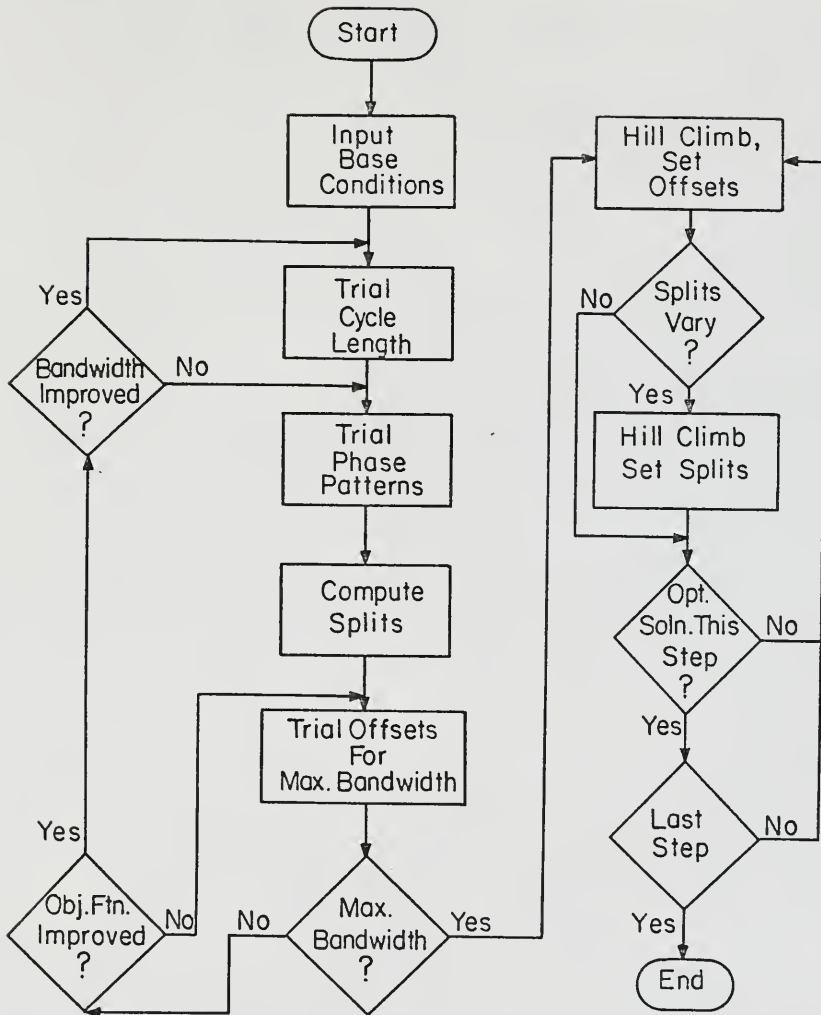 Start
Input
Base
Conditions
Yes
Trial
Cycle
Length
Bandwidth
Improved
?
No
Trial
Phase
Patterns
Compute
Splits
Trial Offsets
For
Max. Bandwidth
Yes
Obj. Ftn.
Improved
?
No
No
Max.
Bandwidth
?
Yes
Hill Climb,
Set
Offsets
No
Splits
Vary
?
Yes
Hill Climb
Set Splits
Opt.
Soln. This
Step
?
No
Yes
Last
Step
No
Yes
End